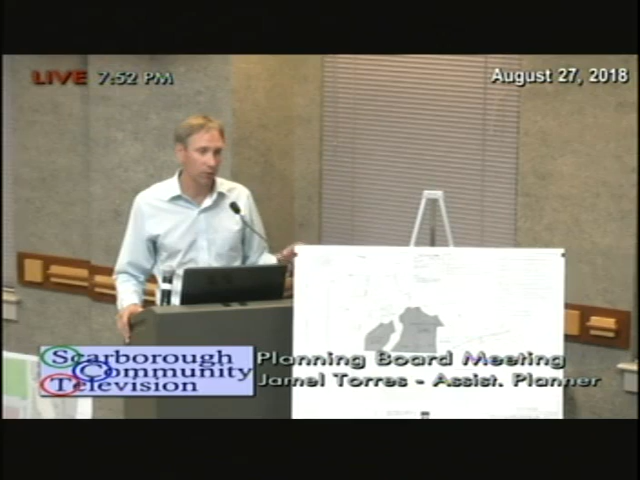 LIVE 7:52 PM
August 27, 2018
Scarborough
Community
Television
Planning Board Meeting
Jamel Torres - Assist. Planner